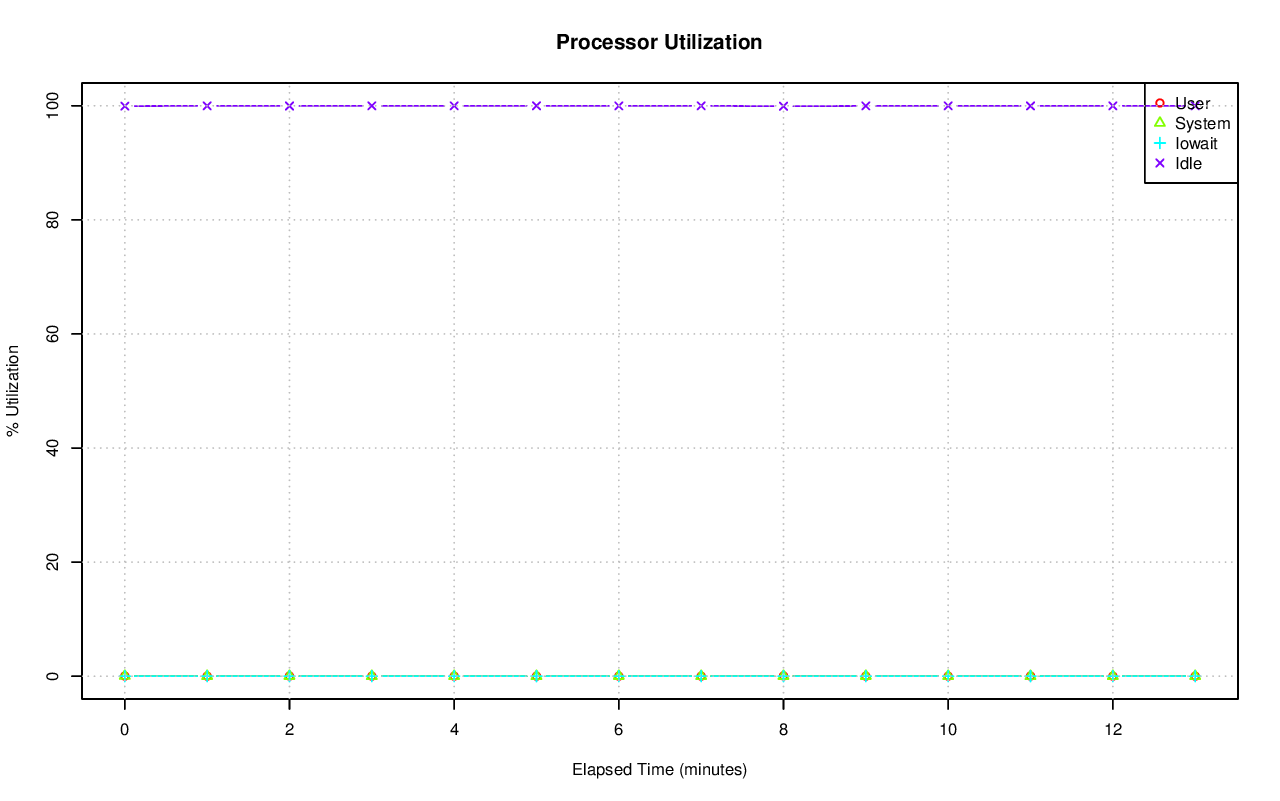 Processor Utilization
100
80
60
40
20
0
% Utilization
User
System
Iowait
Idle
0 2 4 6 8 10 12
Elapsed Time (minutes)